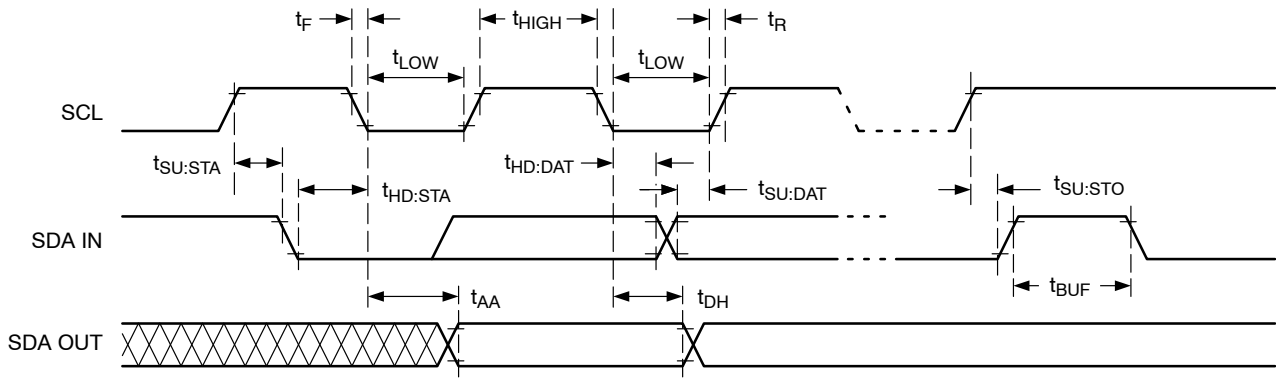 tF
tHIGH
tR
tLOW
tLOW
SCL
tSU:STA
tHD:STA
tHD:DAT
tSU:DAT
tSU:STO
SDA IN
tBUF
tAA
tDH
SDA OUT